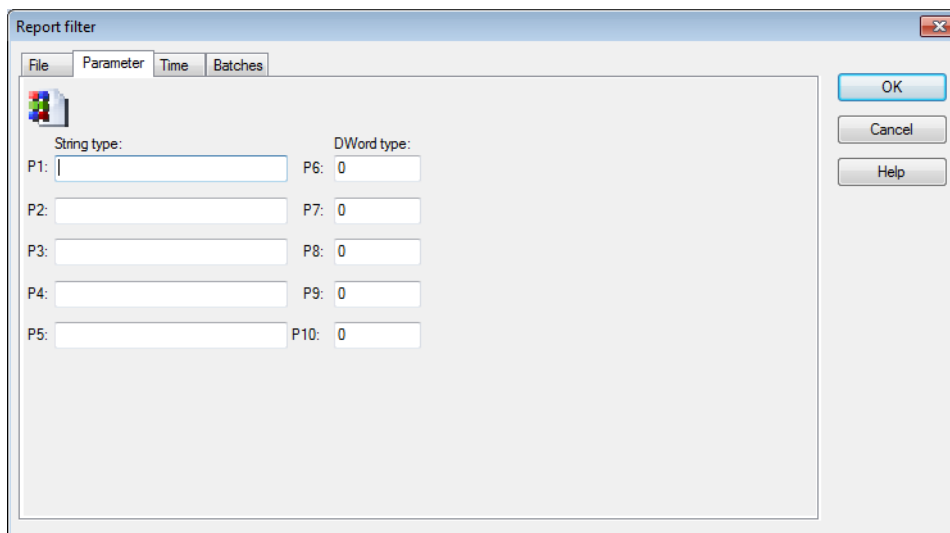 Report filter
File Parameter Time Batches
OK
Cancel
Help
String type: DWord type:
P1: P6: 0
P2: P7: 0
P3: P8: 0
P4: P9: 0
P5: P10: 0